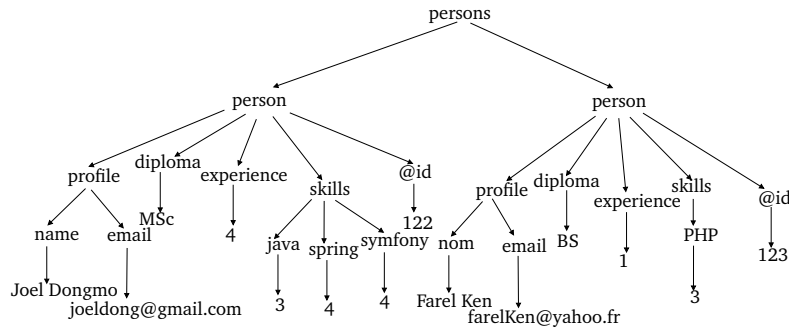 persons
person
person
profile
diploma
experience
skills
@id
profile
diploma
experience
skills
@id
name
email
MSc
4
java
spring
symfony
122
nom
email
BS
1
PHP
123
Joel Dongmo
joeldong@gmail.com
3
4
4
Farel Ken
farelKen@yahoo.fr
3